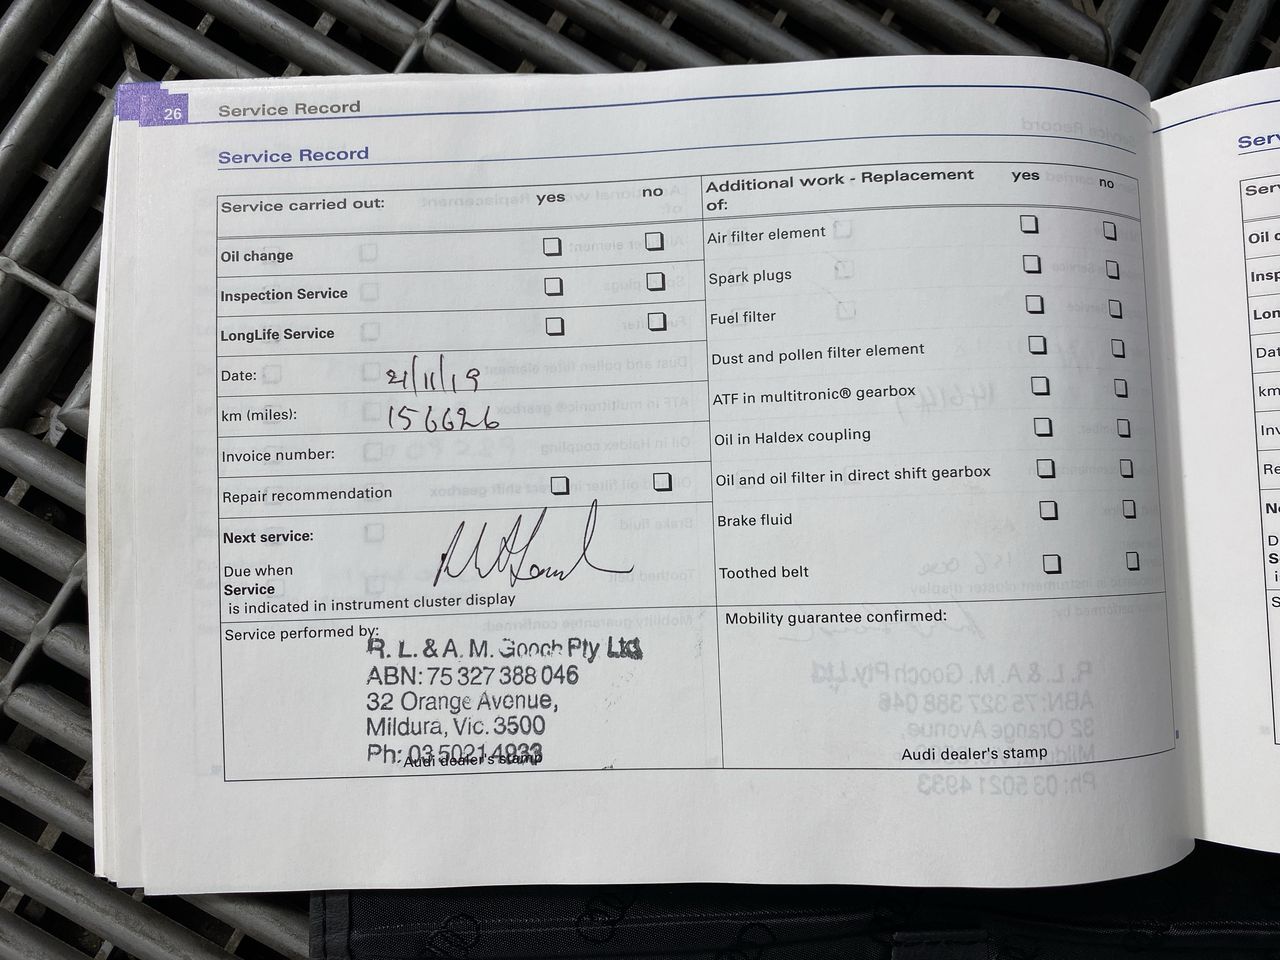 26 Service Record
Service Record
Service carried out: yes no
Oil change
Inspection Service
LongLife Service
Date: 21/11/19
km (miles): 156626
Invoice number:
Repair recommendation
Next service:
Due when
Service
is indicated in instrument cluster display
Service performed by:
R. L. & A. M. Gooch Pty Ltd
ABN: 75 327 388 046
32 Orange Avenue,
Mildura, Vic. 3500
Ph: 03 5021 4933
Audi dealer's stamp
Additional work - Replacement of: yes no
Air filter element
Spark plugs
Fuel filter
Dust and pollen filter element
ATF in multitronic® gearbox
Oil in Haldex coupling
Oil and oil filter in direct shift gearbox
Brake fluid
Toothed belt
Mobility guarantee confirmed:
Audi dealer's stamp